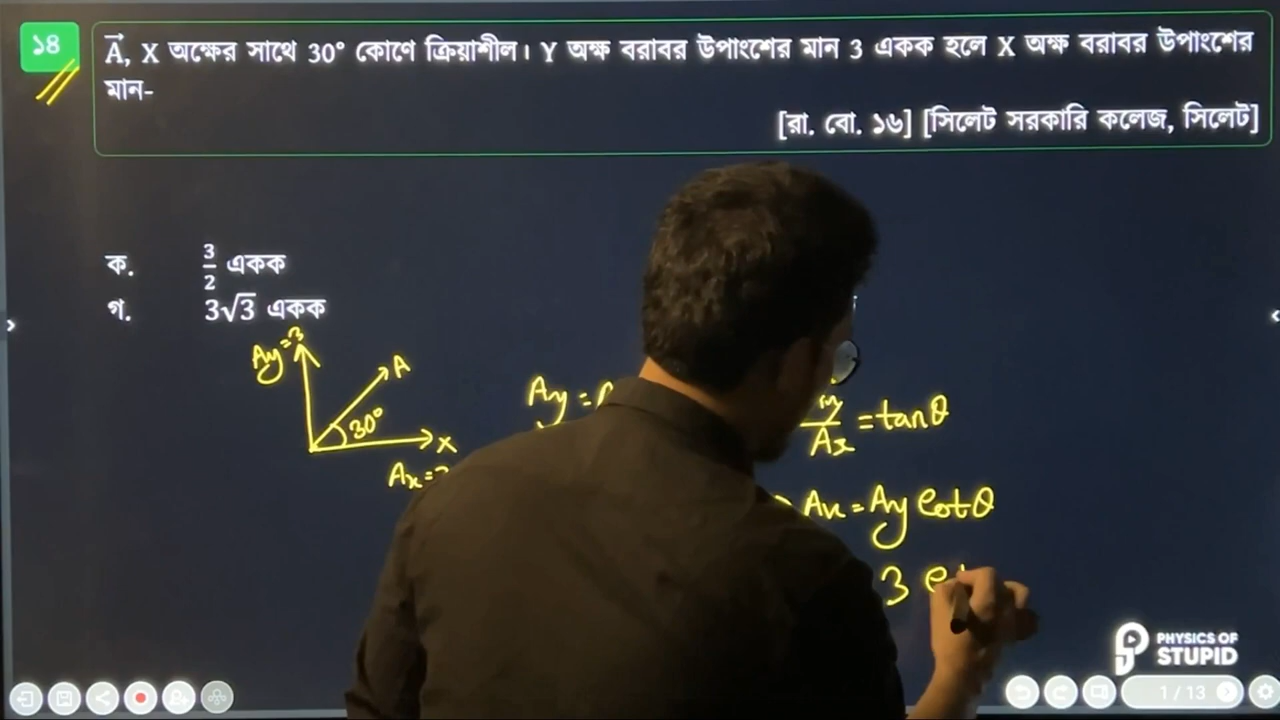 ১৪
A⃗, X অক্ষের সাথে 30° কোণে ক্রিয়াশীল। Y অক্ষ বরাবর উপাংশের মান 3 একক হলে X অক্ষ বরাবর উপাংশের
মান-
[রা. বো. ১৬] [সিলেট সরকারি কলেজ, সিলেট]
ক. 3/2 একক
গ. 3√3 একক
Ay=3
A
30°
X
Ax=?
Ay =
Ax = tanθ
Ax = Ay cotθ
3
PHYSICS OF
STUPID
1 / 13